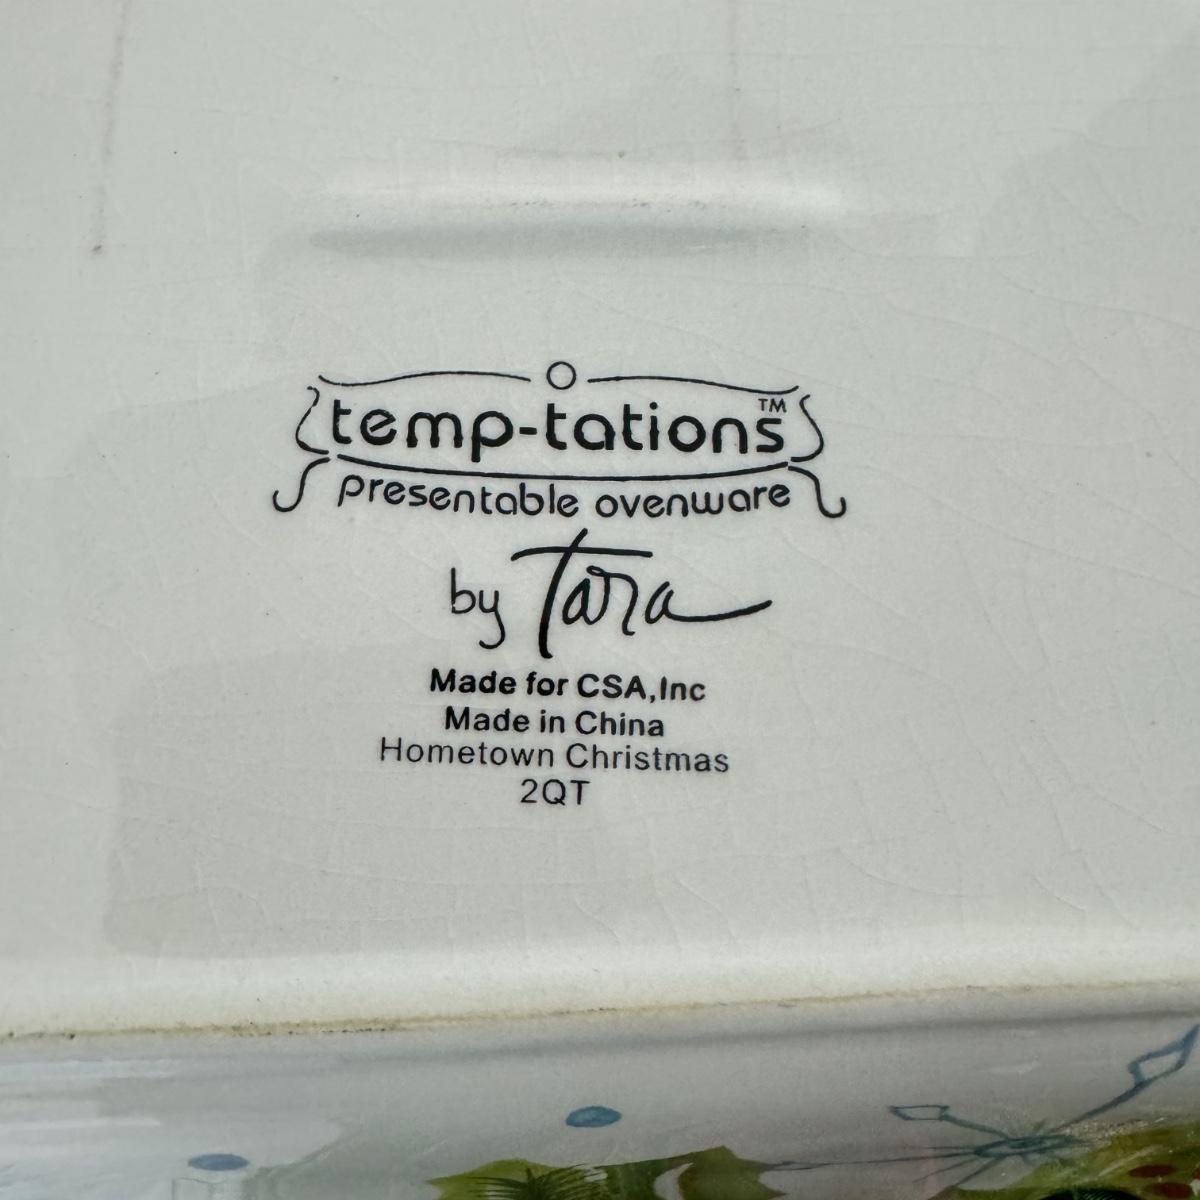 temp-tations™
presentable ovenware
by Tara
Made for CSA,Inc
Made in China
Hometown Christmas
2QT